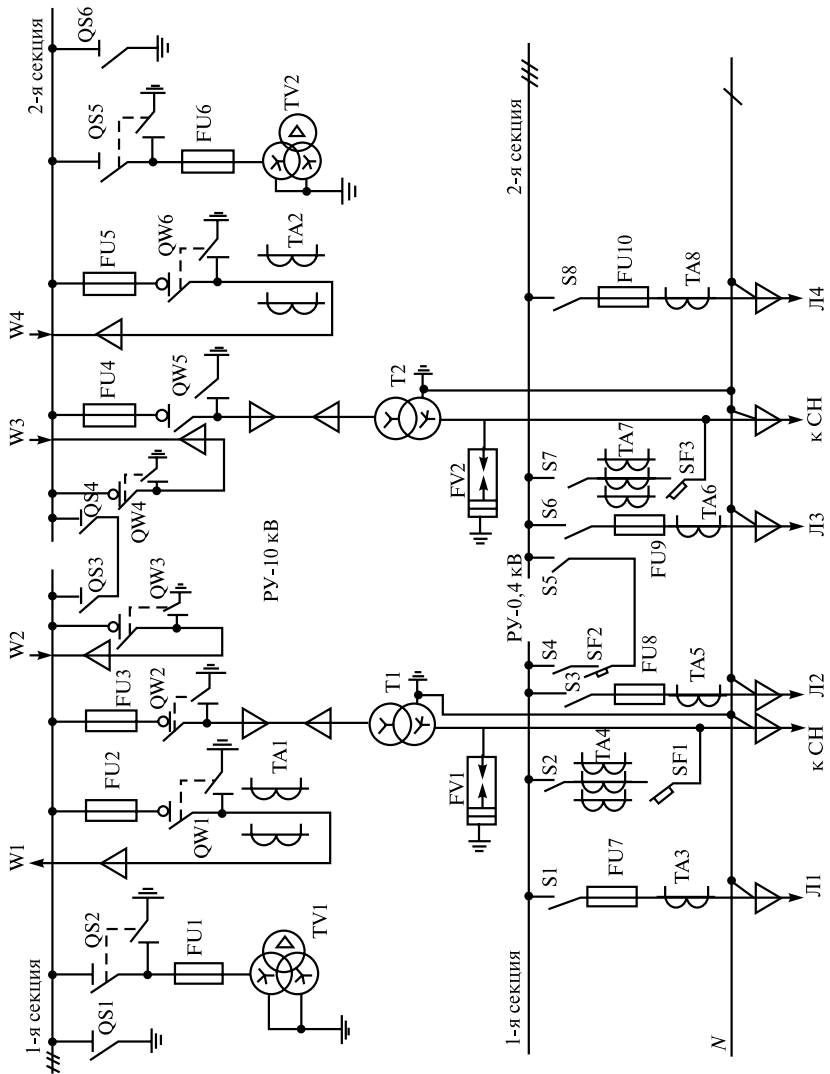 1-я секция
QS1
QS2
FU1
TV1
W1
FU2
QW1
TA1
FU3
QW2
W2
QW3
QS3
РУ-10 кВ
QS4
QW4
W3
FU4
QW5
W4
FU5
QW6
TA2
2-я секция
QS5
FU6
TV2
QS6
T1
FV1
T2
FV2
1-я секция
S1
FU7
TA3
Л1
S2
TA4
SF1
к СН
S3
FU8
TA5
Л2
S4
SF2
РУ-0,4 кВ
S5
S6
FU9
TA6
Л3
S7
TA7
SF3
к СН
S8
FU10
TA8
Л4
2-я секция
N